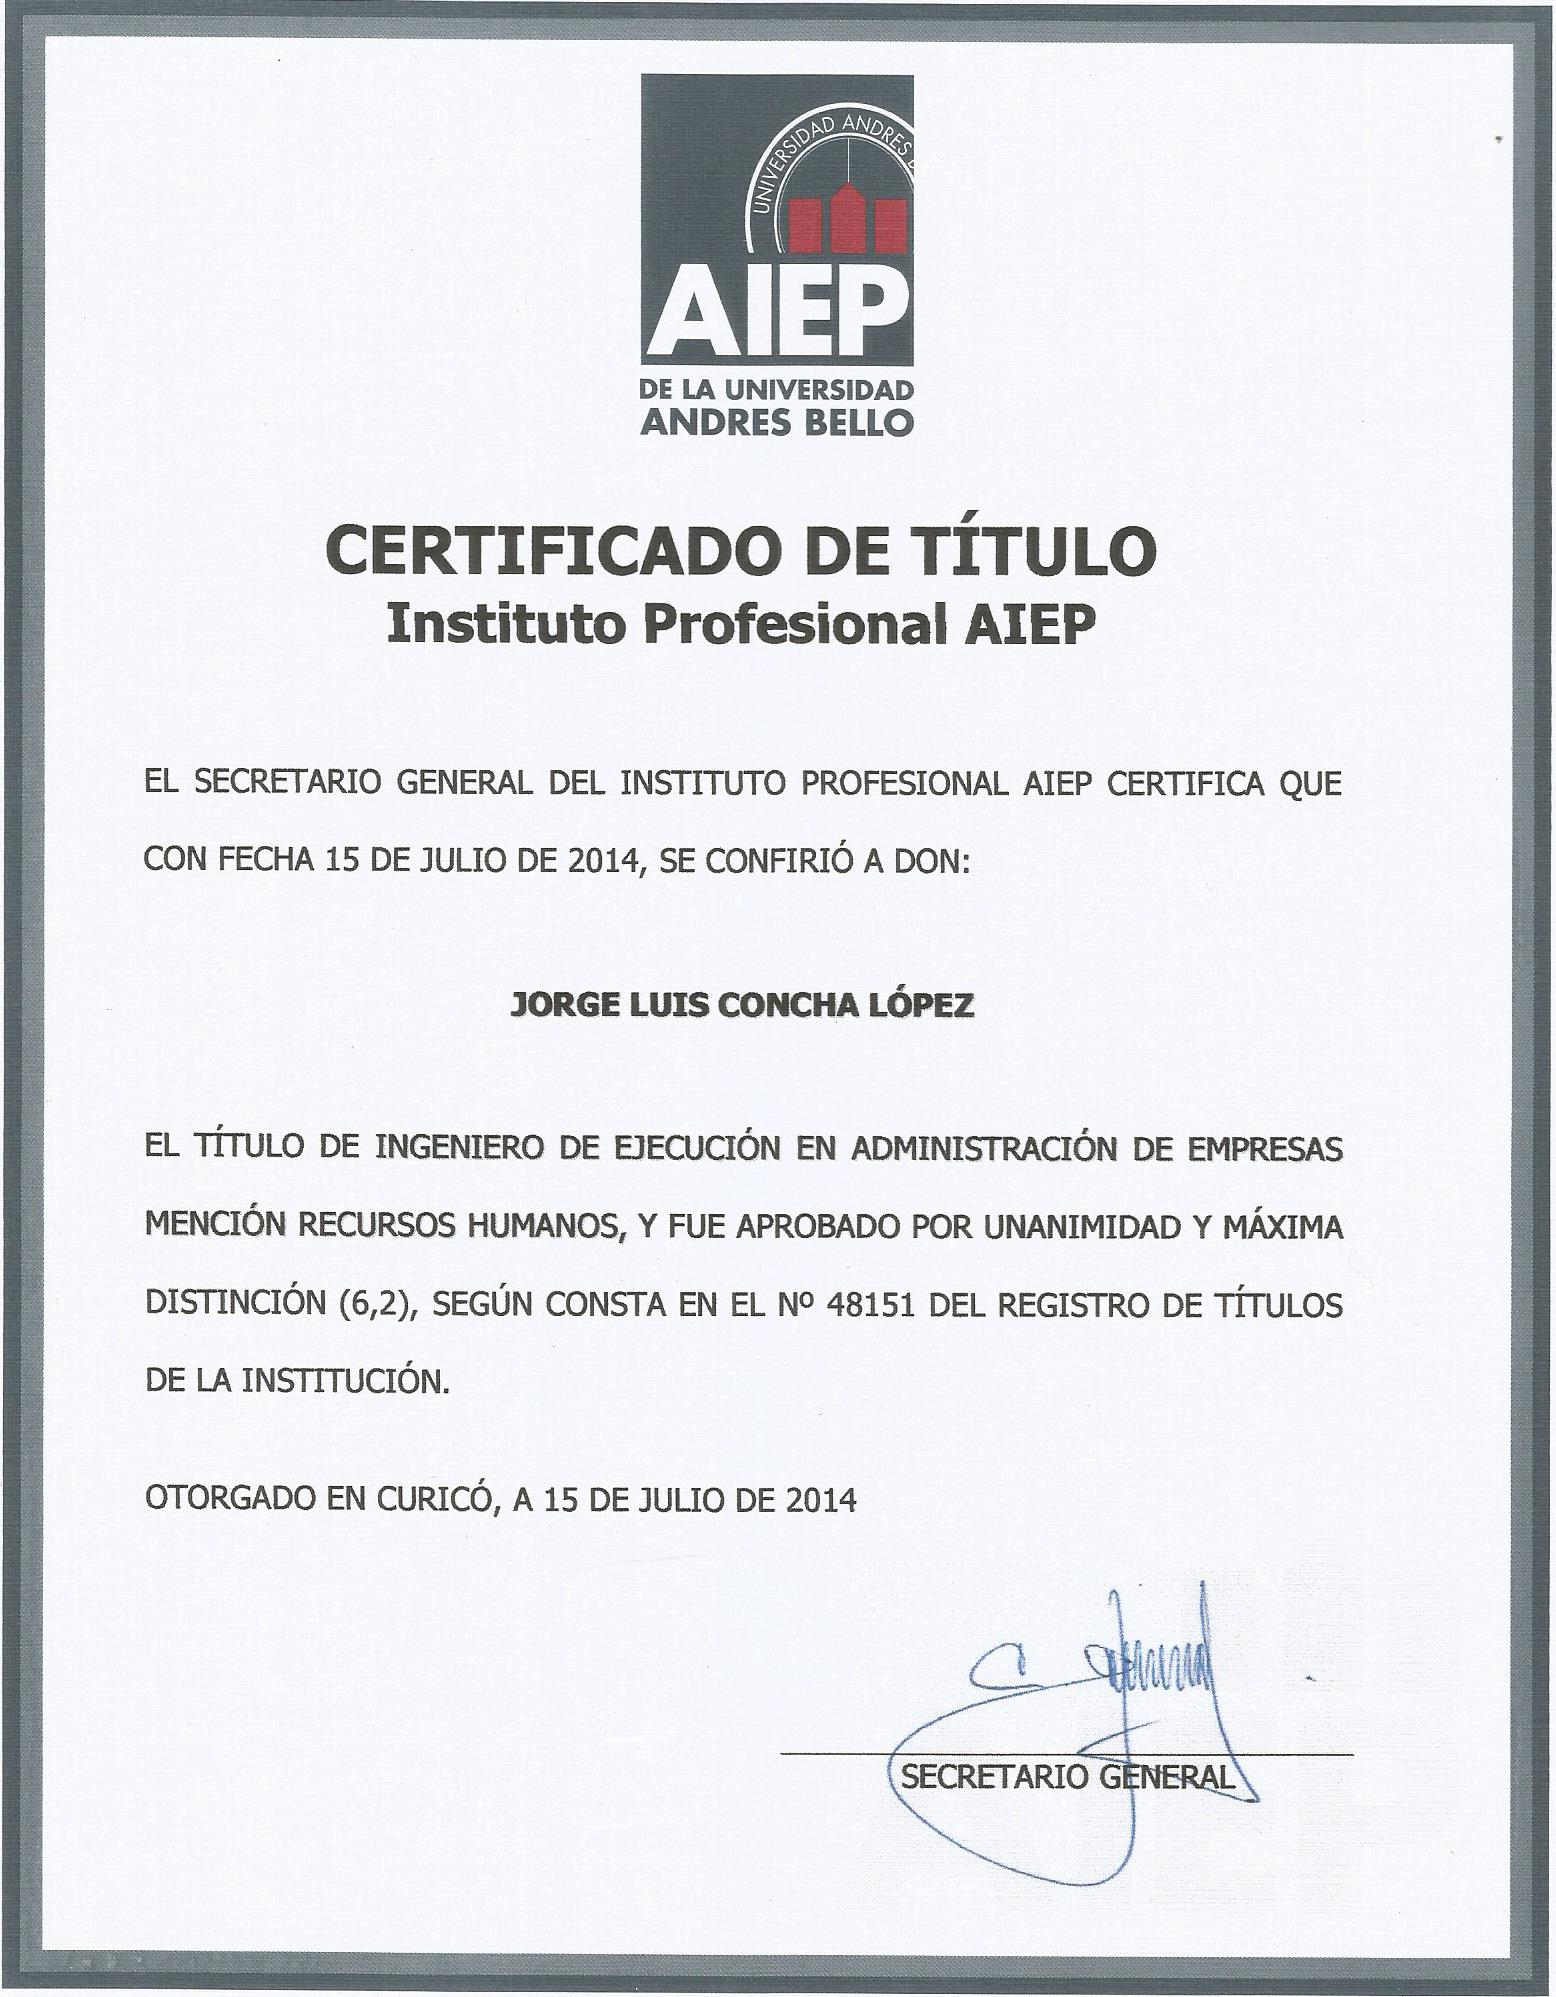 UNIVERSIDAD ANDRES B
AIEP
DE LA UNIVERSIDAD
ANDRES BELLO
CERTIFICADO DE TÍTULO
Instituto Profesional AIEP
EL SECRETARIO GENERAL DEL INSTITUTO PROFESIONAL AIEP CERTIFICA QUE
CON FECHA 15 DE JULIO DE 2014, SE CONFIRIÓ A DON:
JORGE LUIS CONCHA LÓPEZ
EL TÍTULO DE INGENIERO DE EJECUCIÓN EN ADMINISTRACIÓN DE EMPRESAS
MENCIÓN RECURSOS HUMANOS, Y FUE APROBADO POR UNANIMIDAD Y MÁXIMA
DISTINCIÓN (6,2), SEGÚN CONSTA EN EL Nº 48151 DEL REGISTRO DE TÍTULOS
DE LA INSTITUCIÓN.
OTORGADO EN CURICÓ, A 15 DE JULIO DE 2014
SECRETARIO GENERAL